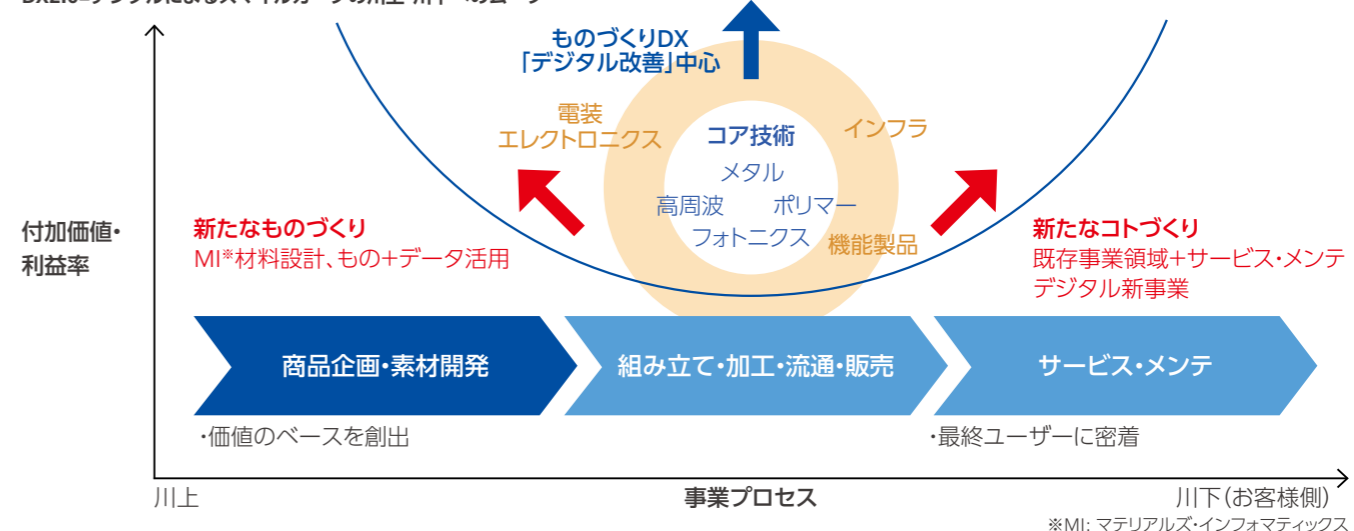 ものづくりDX
「デジタル改善」中心
電装
エレクトロニクス
インフラ
コア技術
メタル
高周波 ポリマー
フォトニクス
機能製品
付加価値・
利益率
新たなものづくり
MI※材料設計、もの+データ活用
新たなコトづくり
既存事業領域+サービス・メンテ
デジタル新事業
商品企画・素材開発
組み立て・加工・流通・販売
サービス・メンテ
・価値のベースを創出
・最終ユーザーに密着
川上
事業プロセス
川下(お客様側)
※MI: マテリアルズ・インフォマティックス